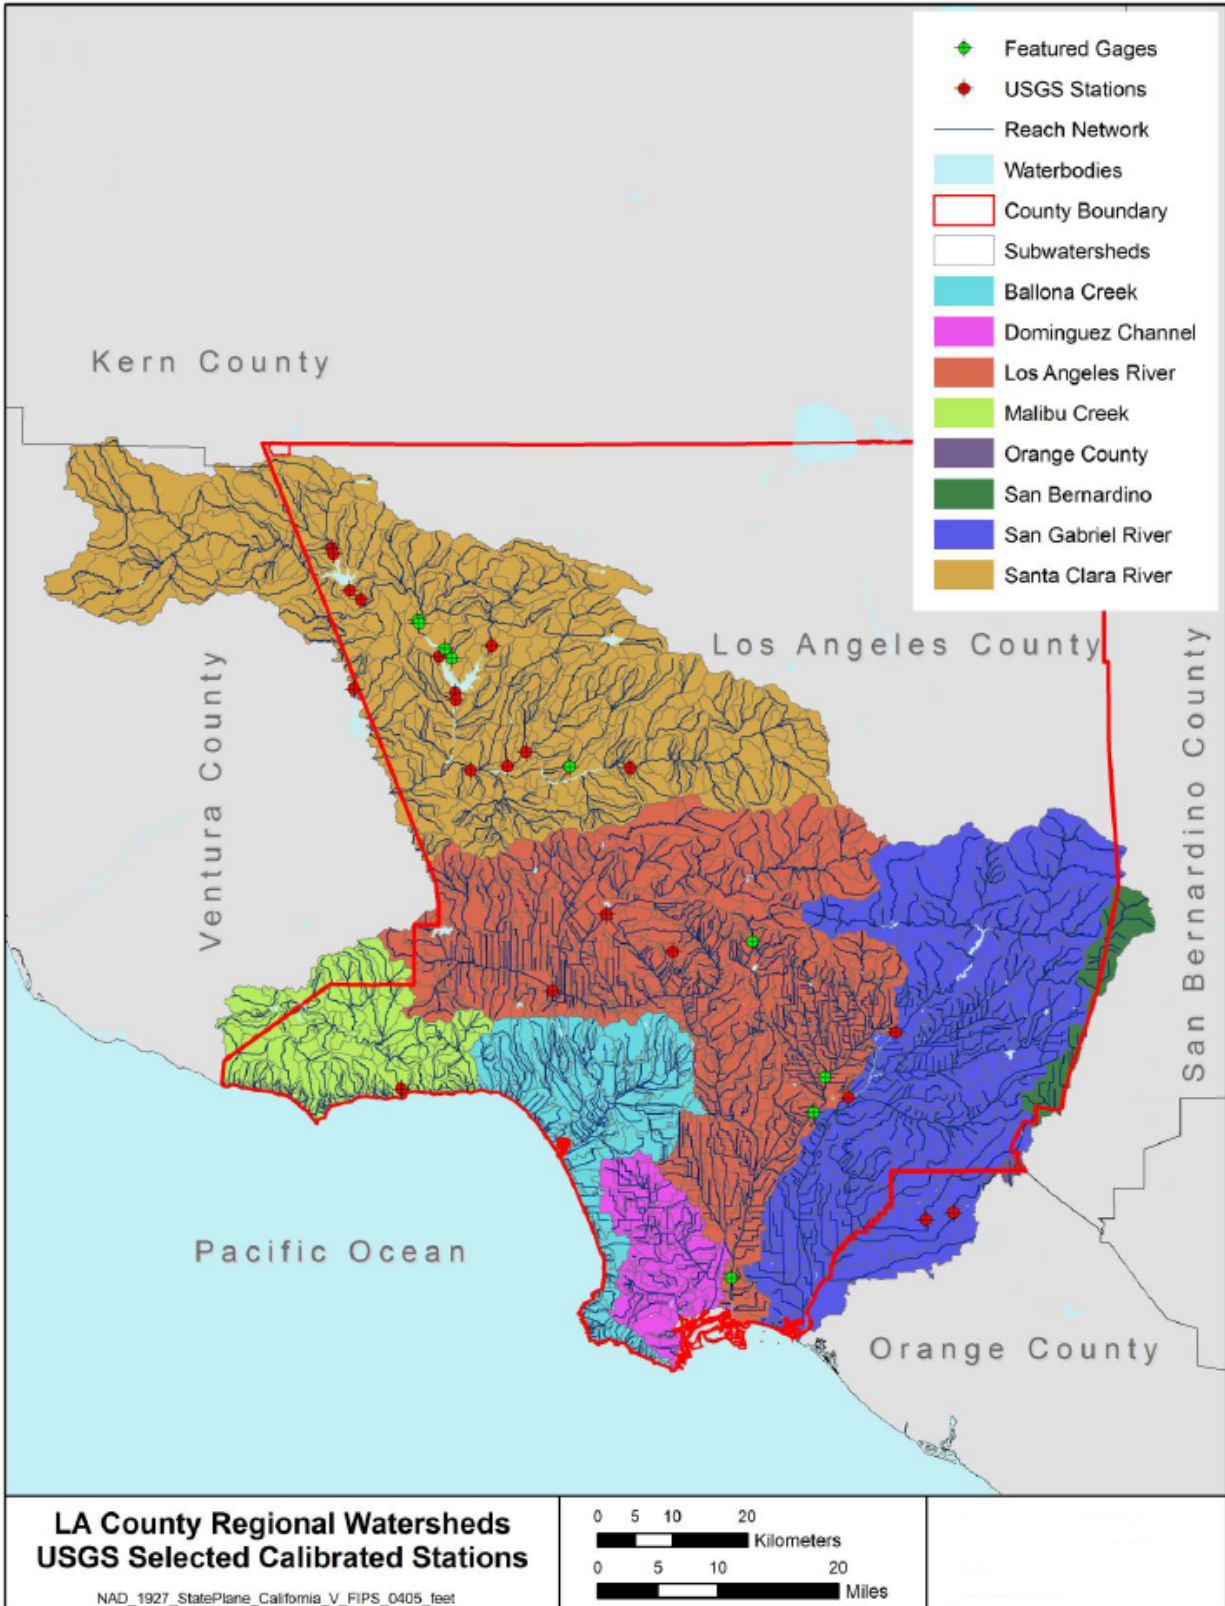 Featured Gages
USGS Stations
Reach Network
Waterbodies
County Boundary
Subwatersheds
Ballona Creek
Dominguez Channel
Los Angeles River
Malibu Creek
Orange County
San Bernardino
San Gabriel River
Santa Clara River
Kern County
Los Angeles County
Ventura County
San Bernardino County
Pacific Ocean
Orange County
LA County Regional Watersheds
USGS Selected Calibrated Stations
NAD_1927_StatePlane_California_V_FIPS_0405_feet
0 5 10 20
Kilometers
0 5 10 20
Miles